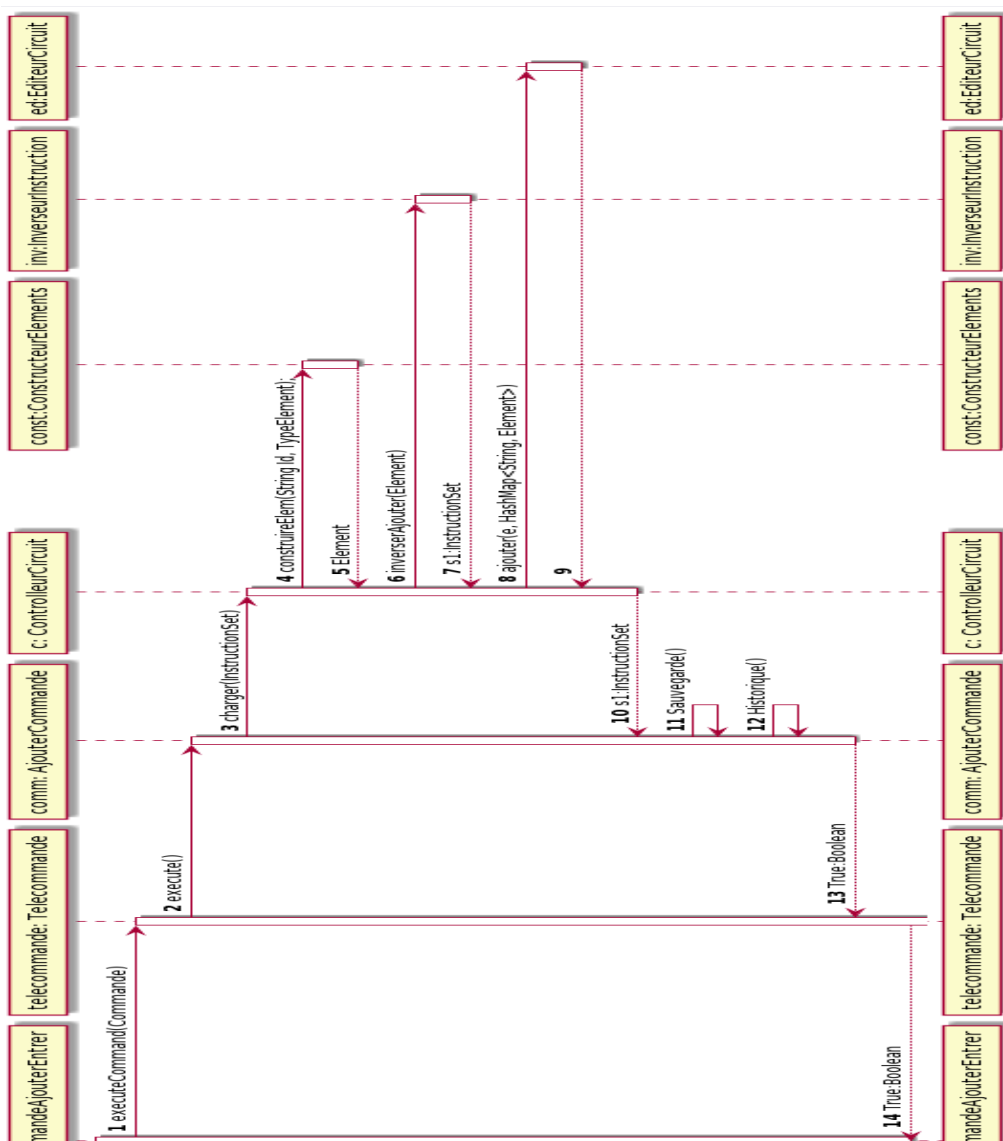 mandeAjouterEntrer
telecommande: Telecommande
comm: AjouterCommande
c: ControlleurCircuit
const:ConstructeurElements
inv:InverseurInstruction
ed:EditeurCircuit
1 executeCommand(Commande)
2 execute()
3 charger(InstructionSet)
4 construireElem(String Id, TypeElement);
5 Element
6 inverserAjouter(Element)
7 s1:InstructionSet
8 ajouter(e, HashMap<String, Element>)
9
10 s1:InstructionSet
11 Sauvegarde()
12 Historique()
13 True:Boolean
14 True:Boolean
mandeAjouterEntrer
telecommande: Telecommande
comm: AjouterCommande
c: ControlleurCircuit
const:ConstructeurElements
inv:InverseurInstruction
ed:EditeurCircuit